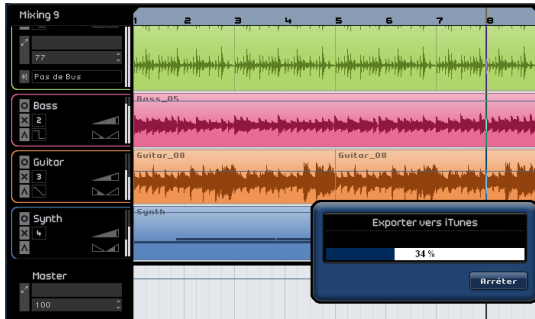 Mixing 9
1 2 3 4 5 6 7 8
77
Pas de Bus
Bass_05
Bass
2
Guitar_08 Guitar_08
Guitar
3
Synth
Synth
4
Exporter vers iTunes
34 %
Arrêter
Master
100